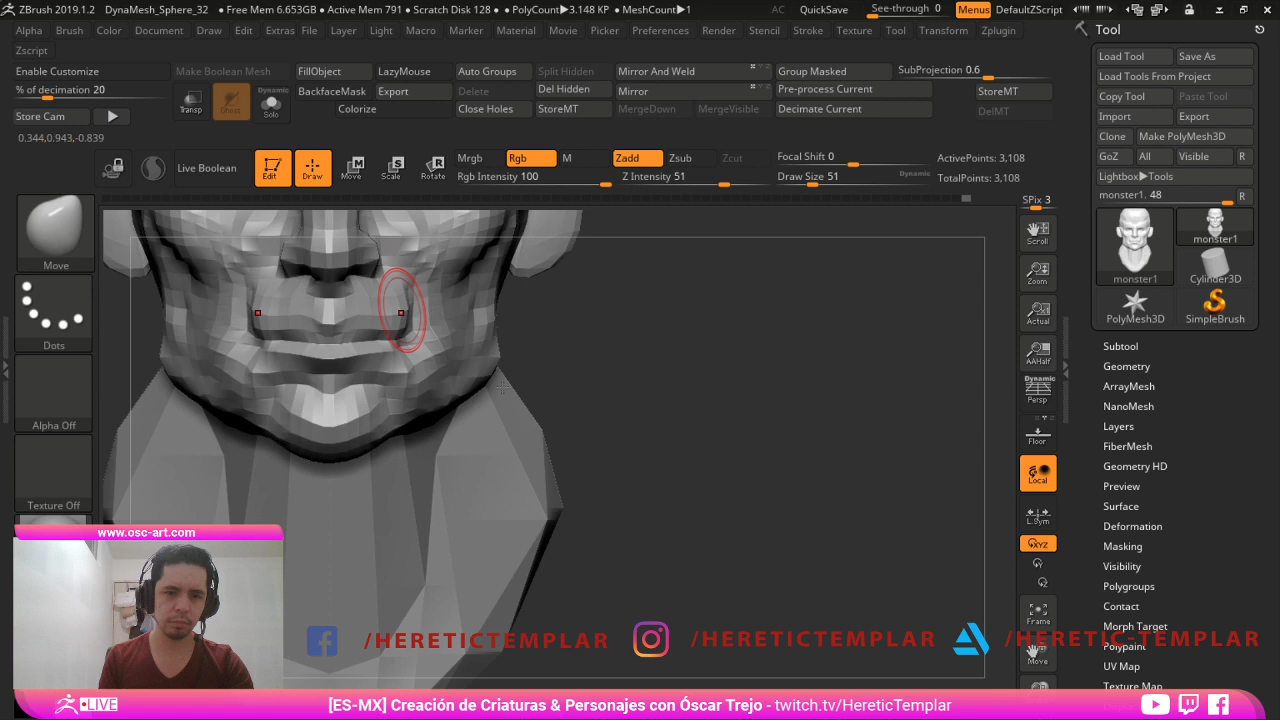 ZBrush 2019.1.2 DynaMesh_Sphere_32 • Free Mem 6.653GB • Active Mem 791 • Scratch Disk 128 • PolyCount▶3.148 KP • MeshCount▶1 AC QuickSave See-through 0 Menus DefaultZScript
Alpha Brush Color Document Draw Edit Extras File Layer Light Macro Marker Material Movie Picker Preferences Render Stencil Stroke Texture Tool Transform Zplugin
Zscript
Enable Customize Make Boolean Mesh FillObject LazyMouse Auto Groups Split Hidden Mirror And Weld Group Masked SubProjection 0.6
% of decimation 20 Transp Ghost Dynamic Solo BackfaceMask Export Delete Del Hidden Mirror Pre-process Current StoreMT
Store Cam Colorize Close Holes StoreMT MergeDown MergeVisible Decimate Current DelMT
0.344,0.943,-0.839
Live Boolean Edit Draw Move Scale Rotate
Mrgb Rgb M Zadd Zsub Zcut Focal Shift 0 ActivePoints: 3,108
Rgb Intensity 100 Z Intensity 51 Draw Size 51 Dynamic TotalPoints: 3,108
Move
Dots
Alpha Off
Texture Off
SPix 3
Scroll
Zoom
Actual
AAHalf
Dynamic
Persp
Floor
Local
L.Sym
XYZ
Frame
Move
Tool
Load Tool Save As
Load Tools From Project
Copy Tool Paste Tool
Import Export
Clone Make PolyMesh3D
GoZ All Visible R
Lightbox▶Tools
monster1. 48 R
monster1 monster1
Cylinder3D
PolyMesh3D SimpleBrush
Subtool
Geometry
ArrayMesh
NanoMesh
Layers
FiberMesh
Geometry HD
Preview
Surface
Deformation
Masking
Visibility
Polygroups
Contact
Morph Target
Polypaint
UV Map
Texture Map
www.osc-art.com
/HERETICTEMPLAR /HERETICTEMPLAR /HERETIC-TEMPLAR
LIVE [ES-MX] Creación de Criaturas & Personajes con Óscar Trejo - twitch.tv/HereticTemplar